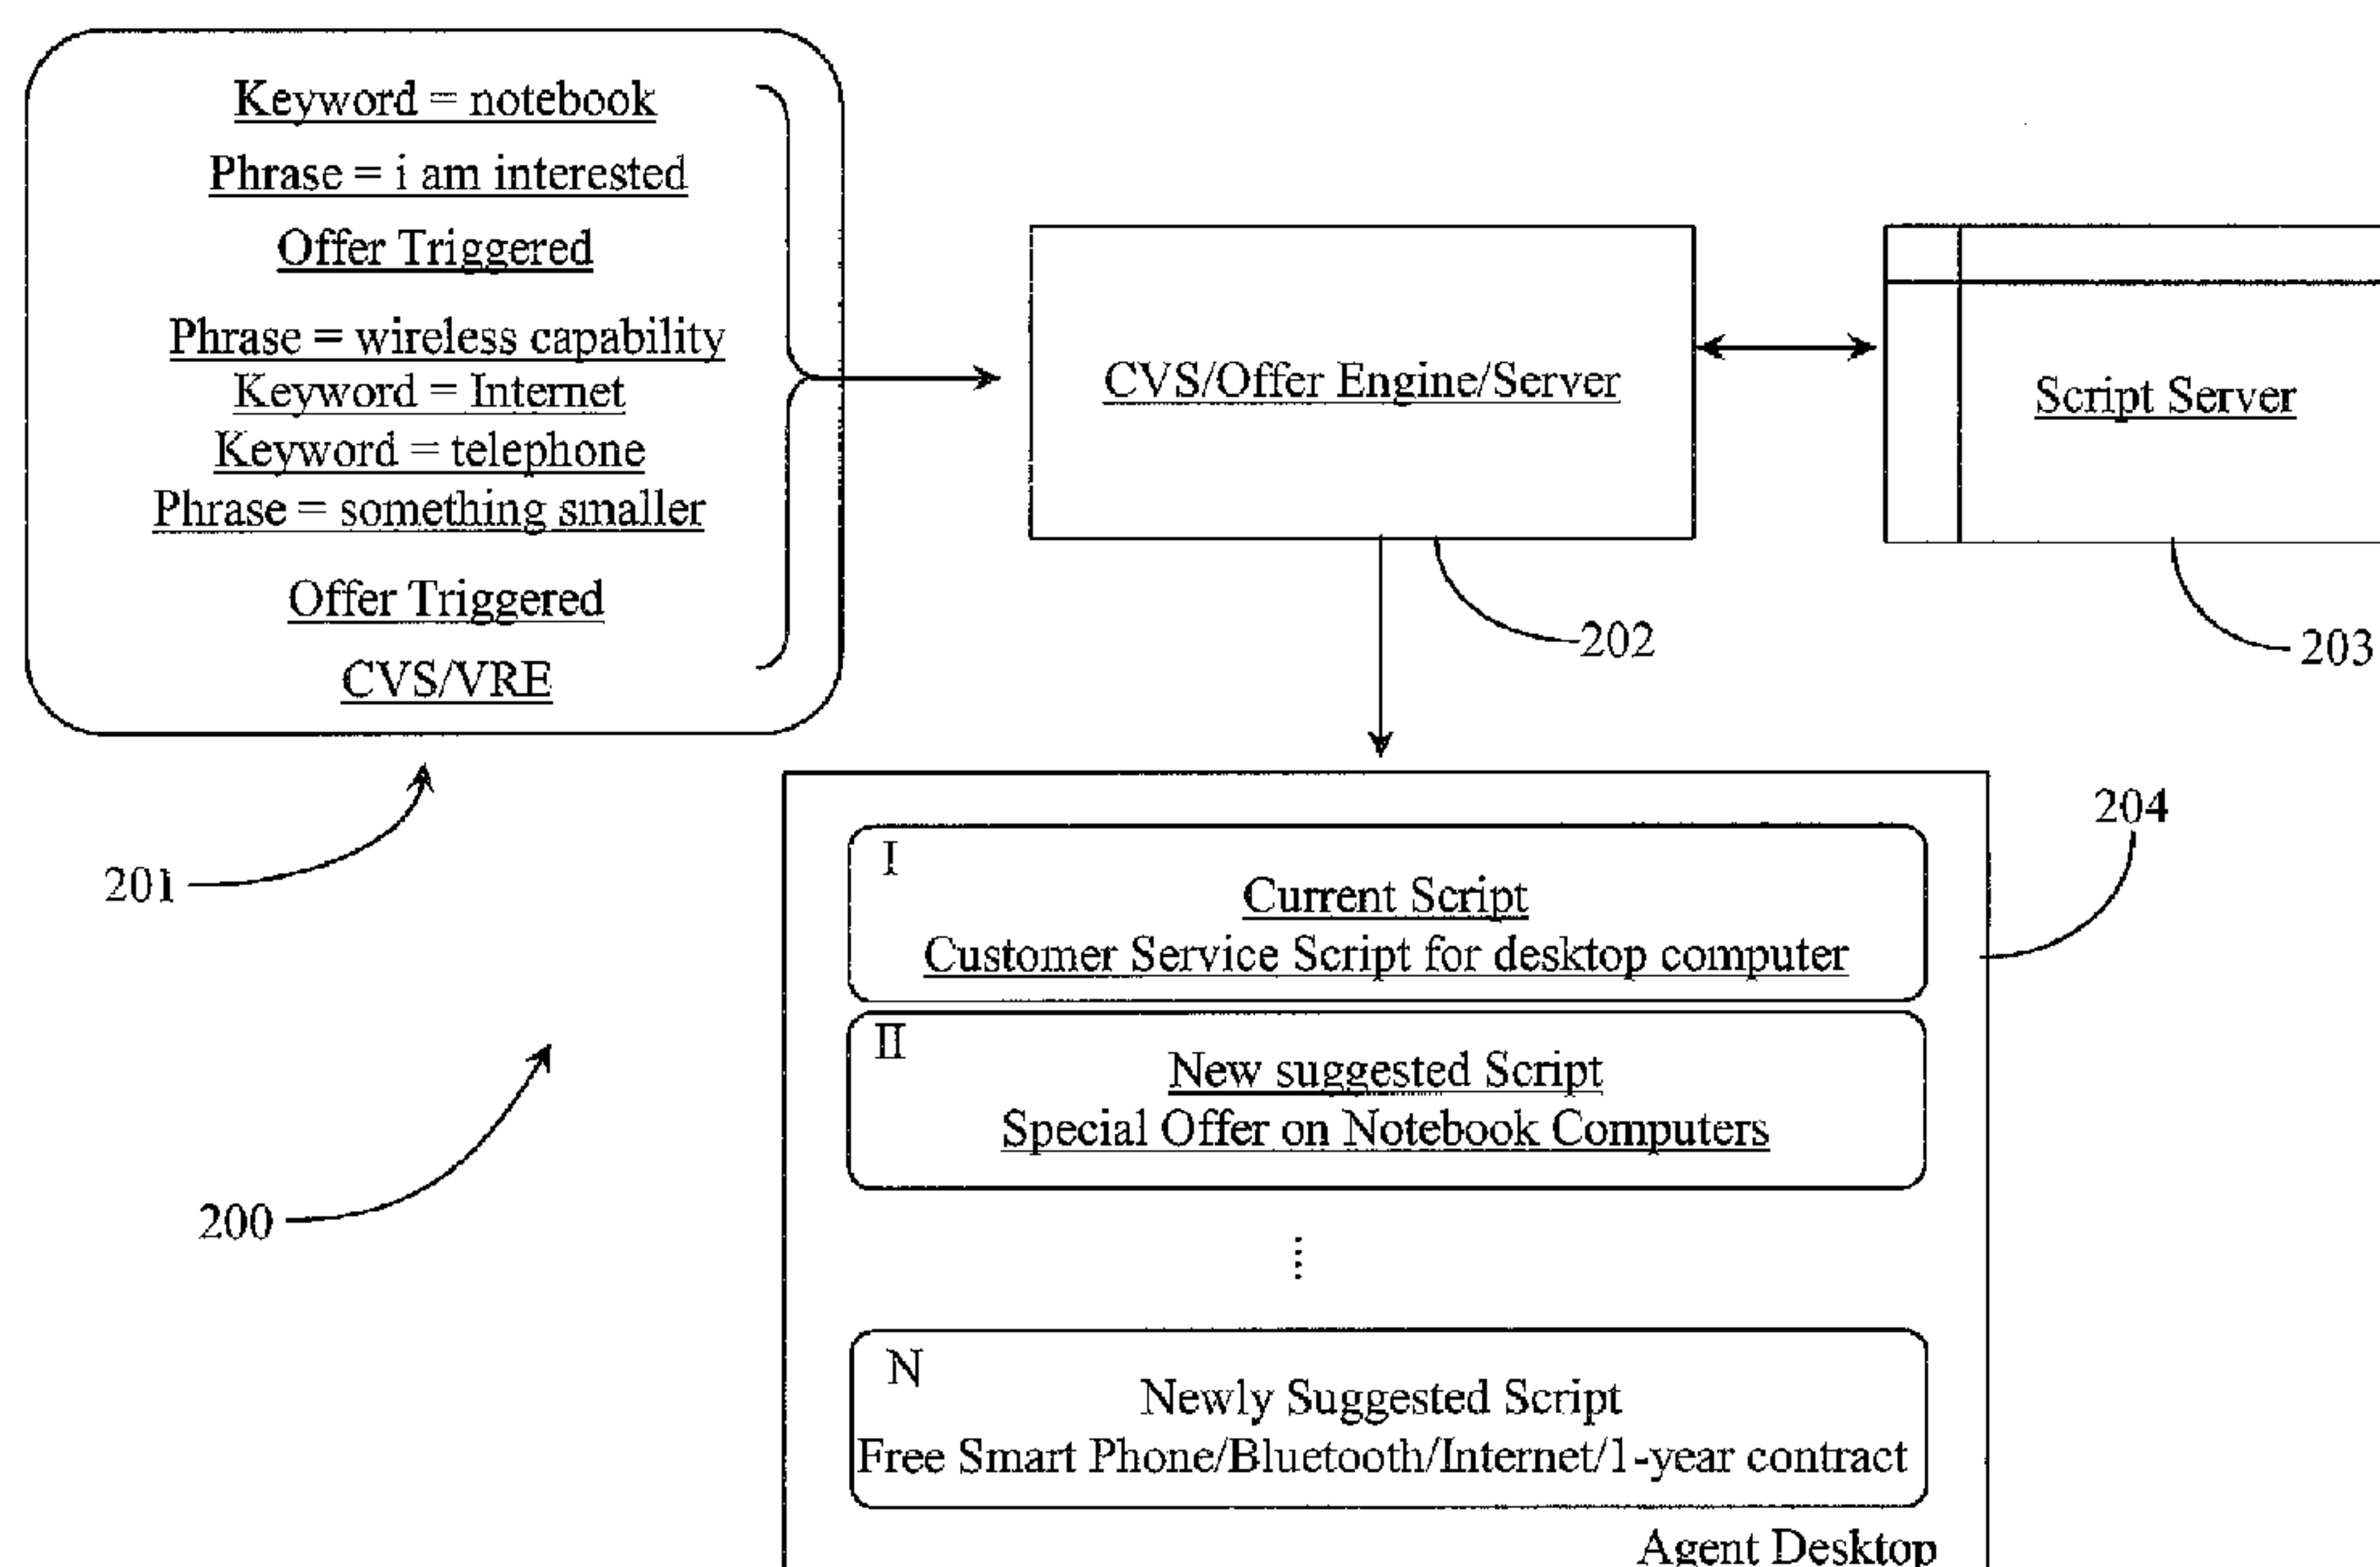 Keyword = notebook
Phrase = i am interested
Offer Triggered
Phrase = wireless capability
Keyword = Internet
Keyword = telephone
Phrase = something smaller
Offer Triggered
CVS/VRE
CVS/Offer Engine/Server
Script Server
202
203
201
204
I
Current Script
Customer Service Script for desktop computer
II
New suggested Script
Special Offer on Notebook Computers
200
N
Newly Suggested Script
Free Smart Phone/Bluetooth/Internet/1-year contract
Agent Desktop